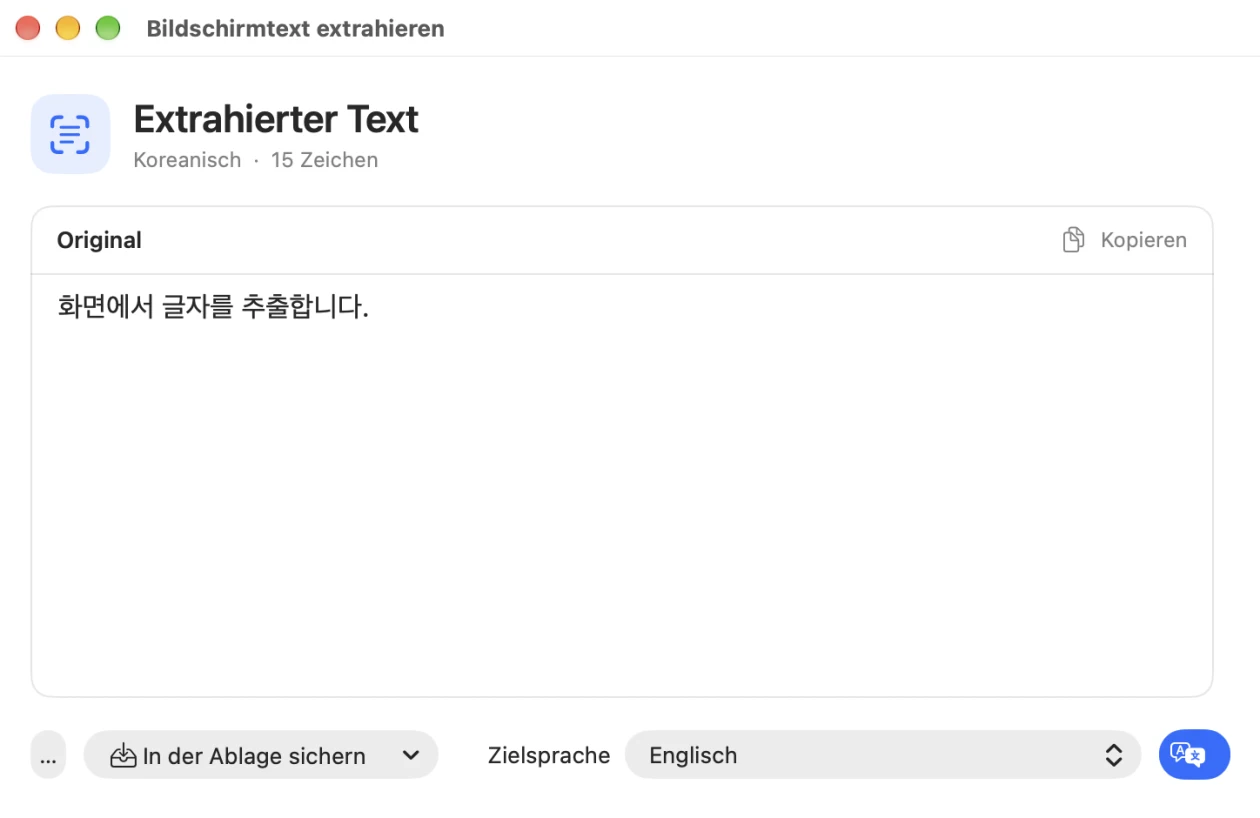 Bildschirmtext extrahieren
Extrahierter Text
Koreanisch · 15 Zeichen
Original
Kopieren
화면에서 글자를 추출합니다.
...
In der Ablage sichern
Zielsprache
Englisch